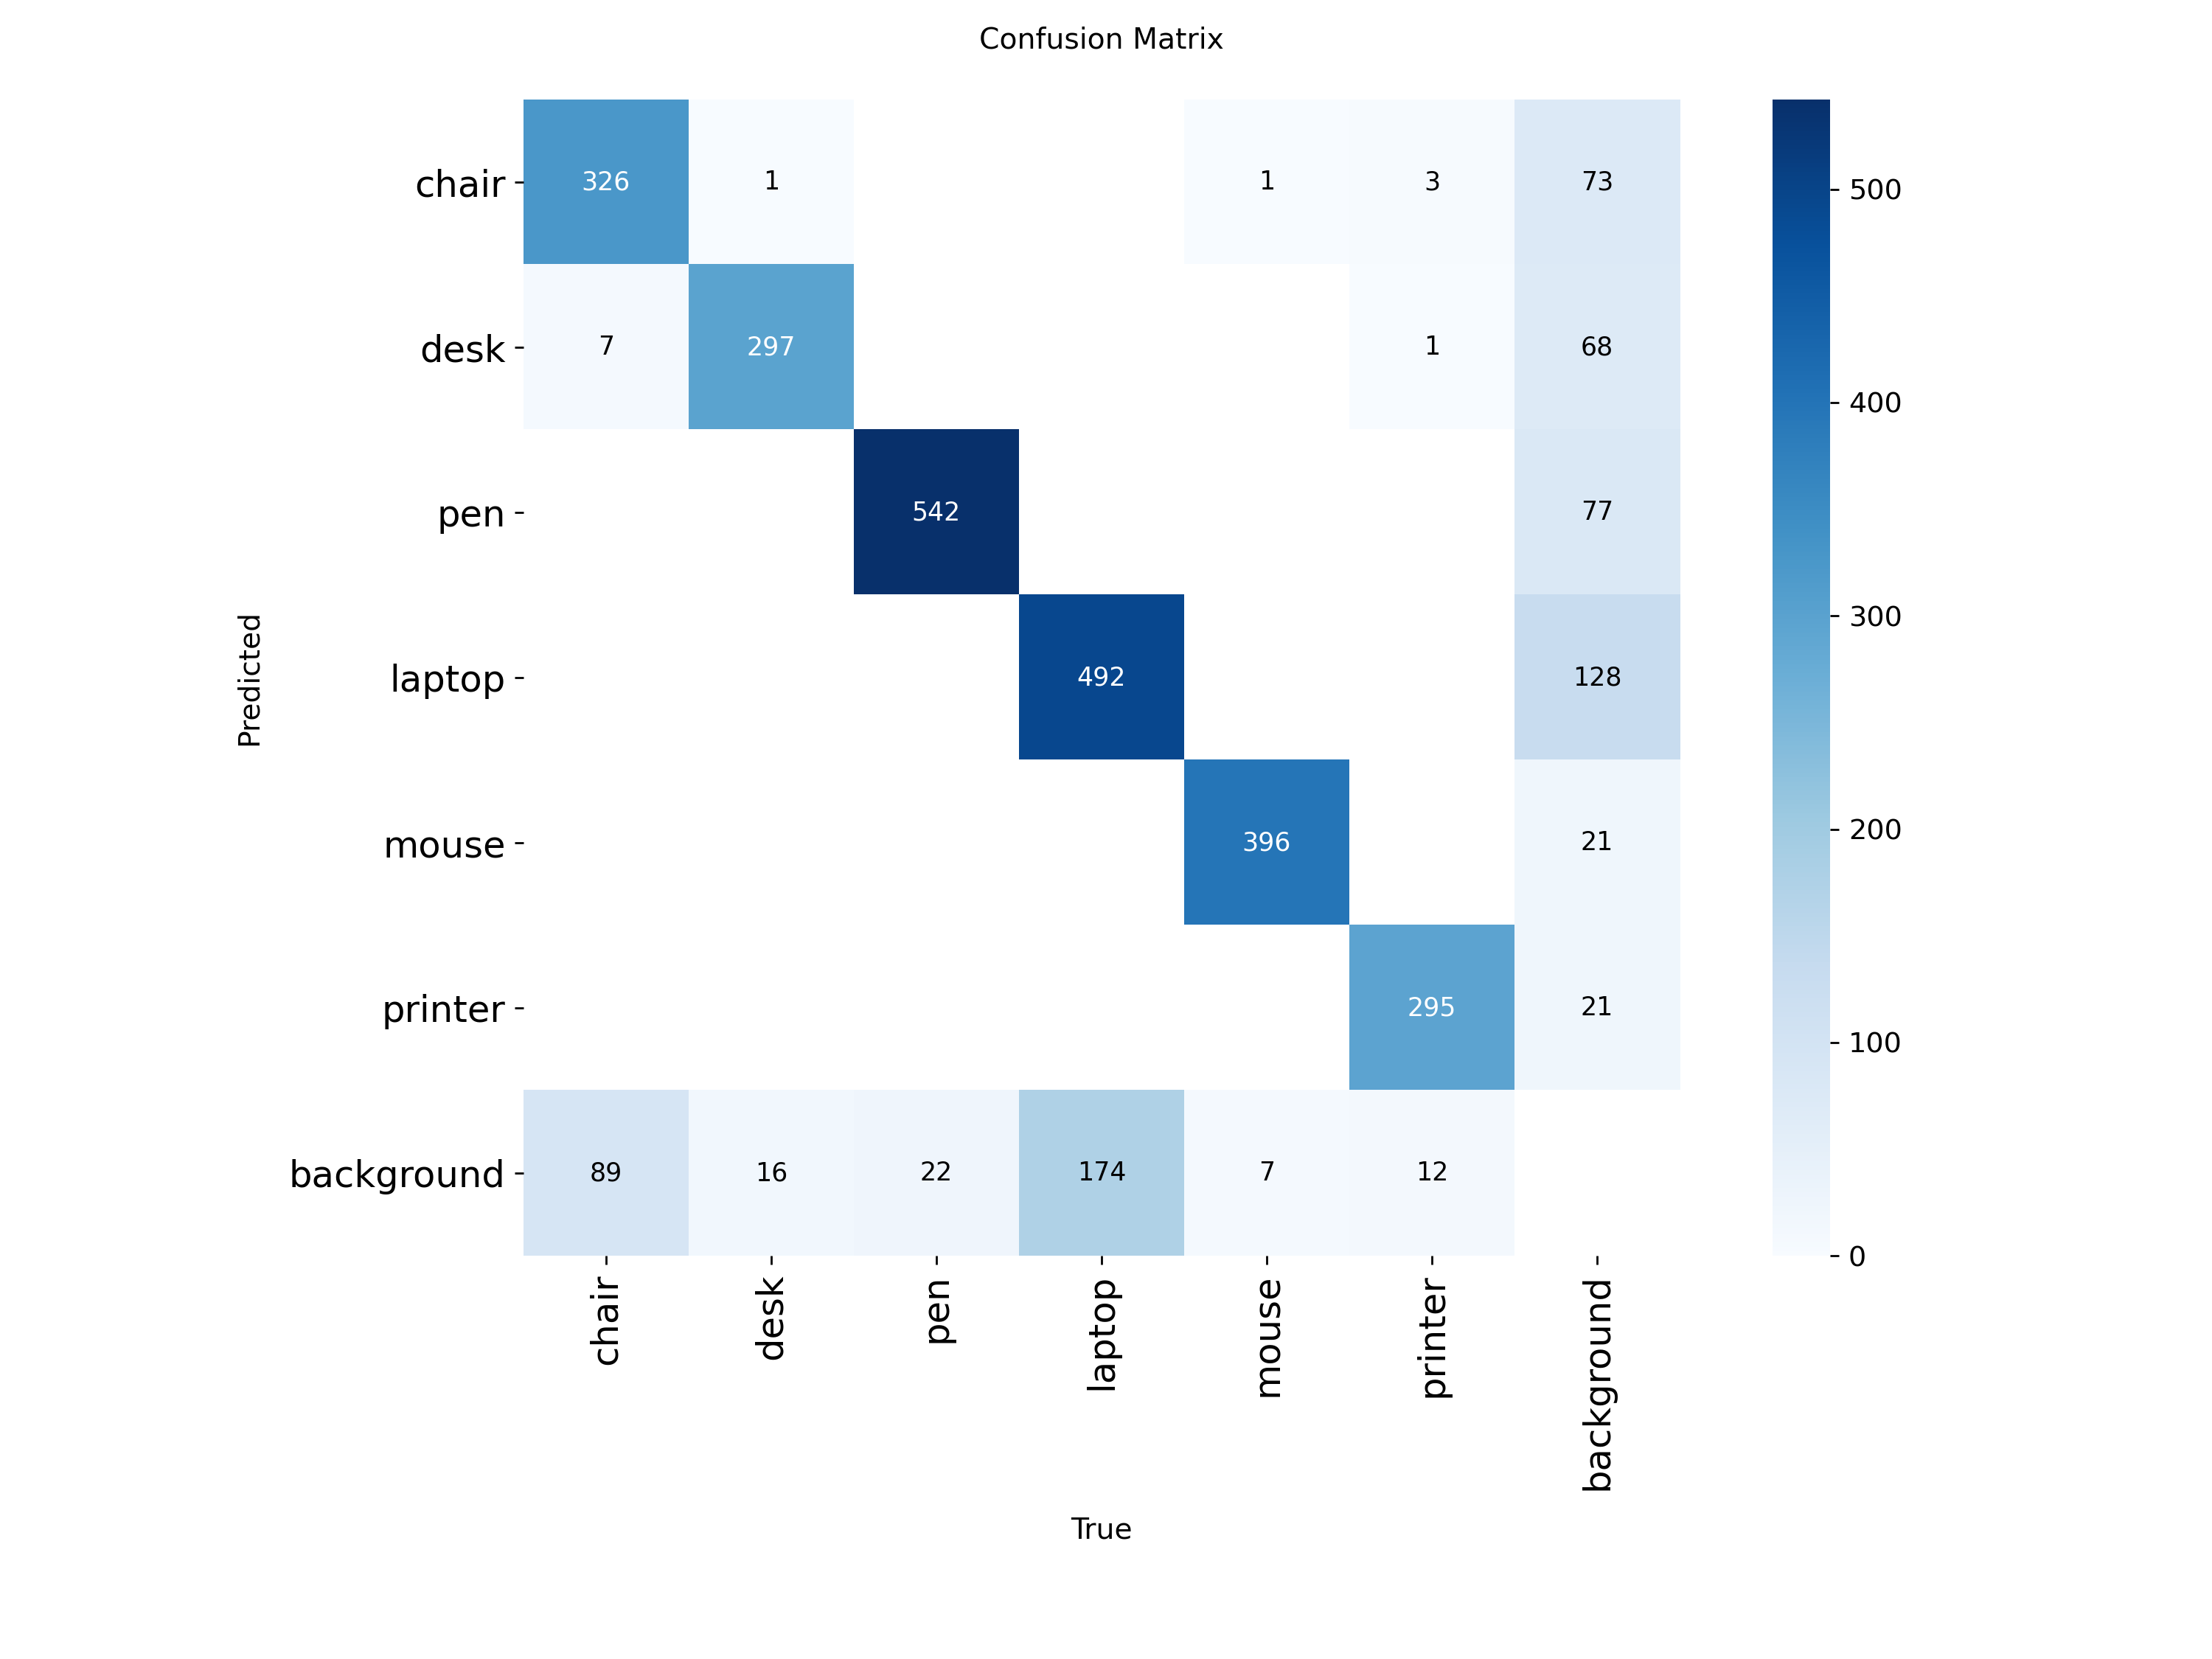 Confusion Matrix
chair 326 1 1 3 73
desk 7 297 1 68
pen 542 77
laptop 492 128
mouse 396 21
printer 295 21
background 89 16 22 174 7 12
Predicted
chair desk pen laptop mouse printer background
True
500
400
300
200
100
0